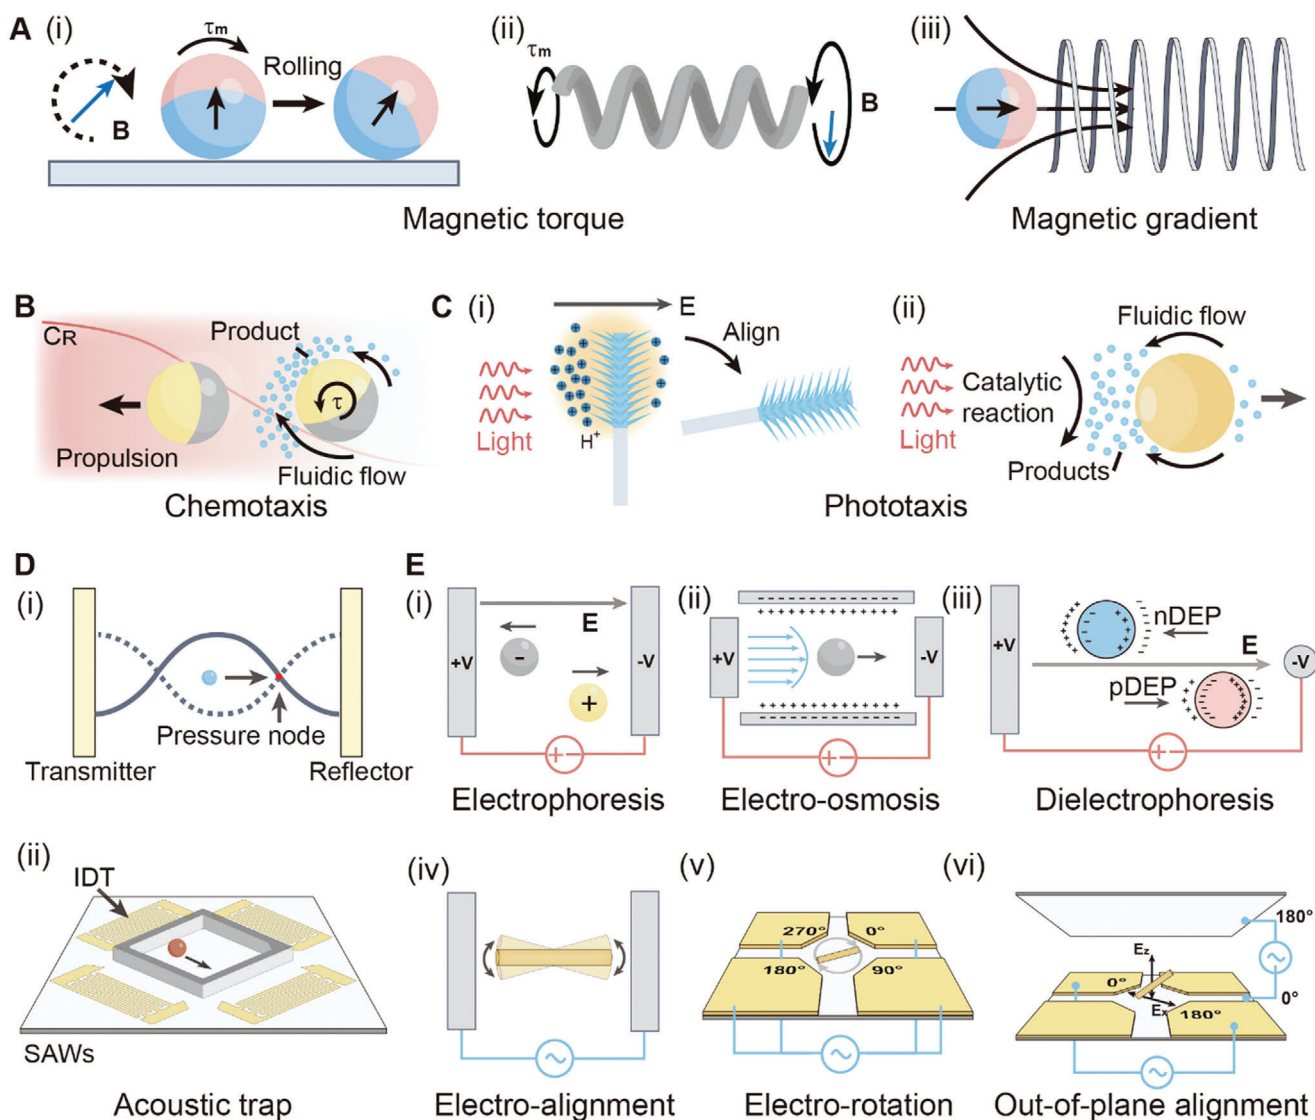 A (i) τm Rolling B
(ii) τm B
(iii)
Magnetic torque
Magnetic gradient
B CR Product τ
Propulsion Fluidic flow
Chemotaxis
C (i) E Align
Light H+
(ii) Fluidic flow
Catalytic
reaction
Light Products
Phototaxis
D
(i)
Pressure node
Transmitter Reflector
(ii)
IDT
SAWs
Acoustic trap
E
(i) +V E - + -V
+ −
Electrophoresis
(ii) - - - - - - - - - - - -
+ + + + + + + + + + + +
+V -V
+ + + + + + + + + + + +
- - - - - - - - - - - -
+ −
Electro-osmosis
(iii) +V nDEP
E
-V
pDEP
+ −
Dielectrophoresis
(iv)
Electro-alignment
(v)
270° 0°
180° 90°
Electro-rotation
(vi)
180°
Ez
0° 0°
Ex
180°
Out-of-plane alignment